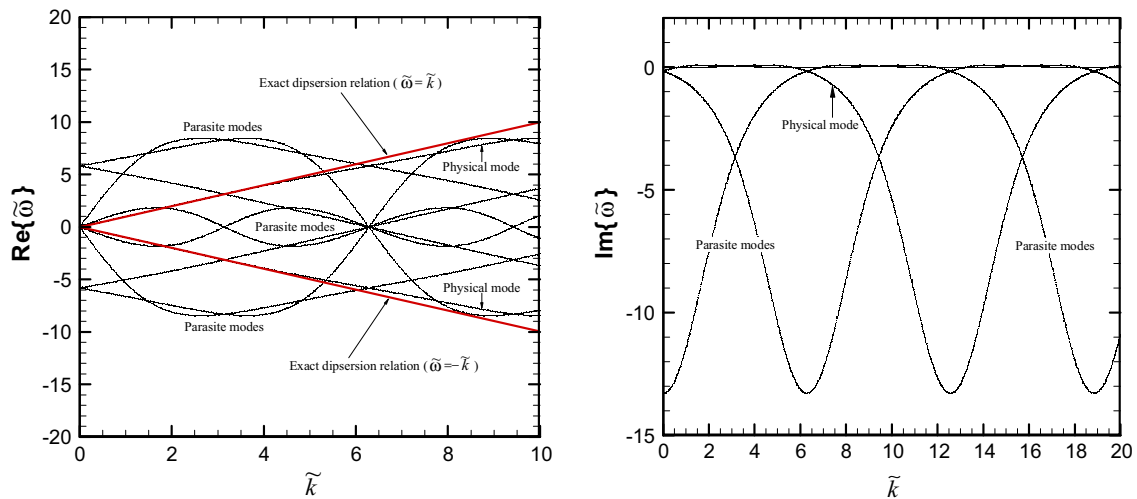 20
15
10
5
0
-5
-10
-15
-20
Re{ω̃}
Exact dipsersion relation ( ω̃= k̃ )
Parasite modes
Physical mode
Parasite modes
Physical mode
Parasite modes
Exact dipsersion relation ( ω̃=− k̃ )
0 2 4 6 8 10
k̃
0
-5
-10
-15
Im{ω̃}
Physical mode
Parasite modes
Parasite modes
0 2 4 6 8 10 12 14 16 18 20
k̃